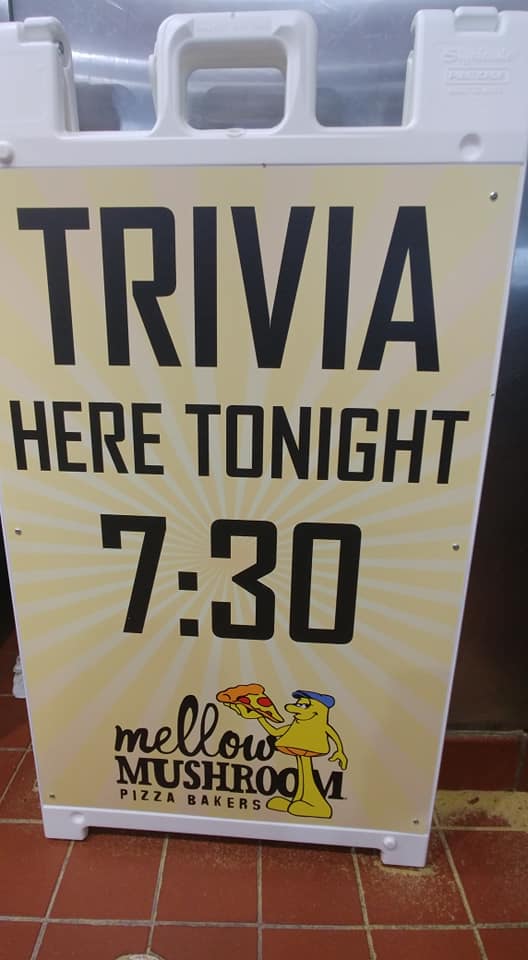 TRIVIA
HERE TONIGHT
7:30
mellow
MUSHROOM
PIZZA BAKERS